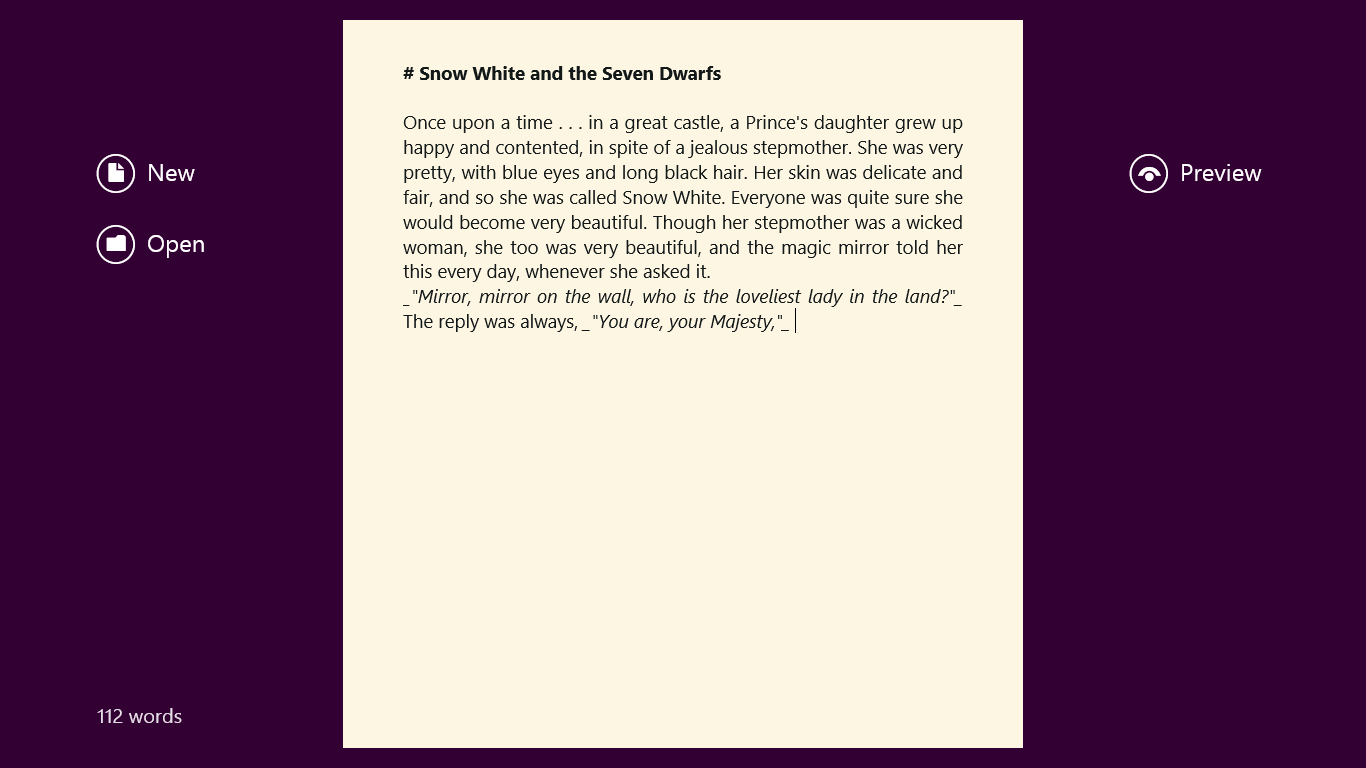 # Snow White and the Seven Dwarfs
Once upon a time . . . in a great castle, a Prince's daughter grew up
happy and contented, in spite of a jealous stepmother. She was very
pretty, with blue eyes and long black hair. Her skin was delicate and
fair, and so she was called Snow White. Everyone was quite sure she
would become very beautiful. Though her stepmother was a wicked
woman, she too was very beautiful, and the magic mirror told her
this every day, whenever she asked it.
_"Mirror, mirror on the wall, who is the loveliest lady in the land?"_
The reply was always, _"You are, your Majesty,"_
New
Open
Preview
112 words